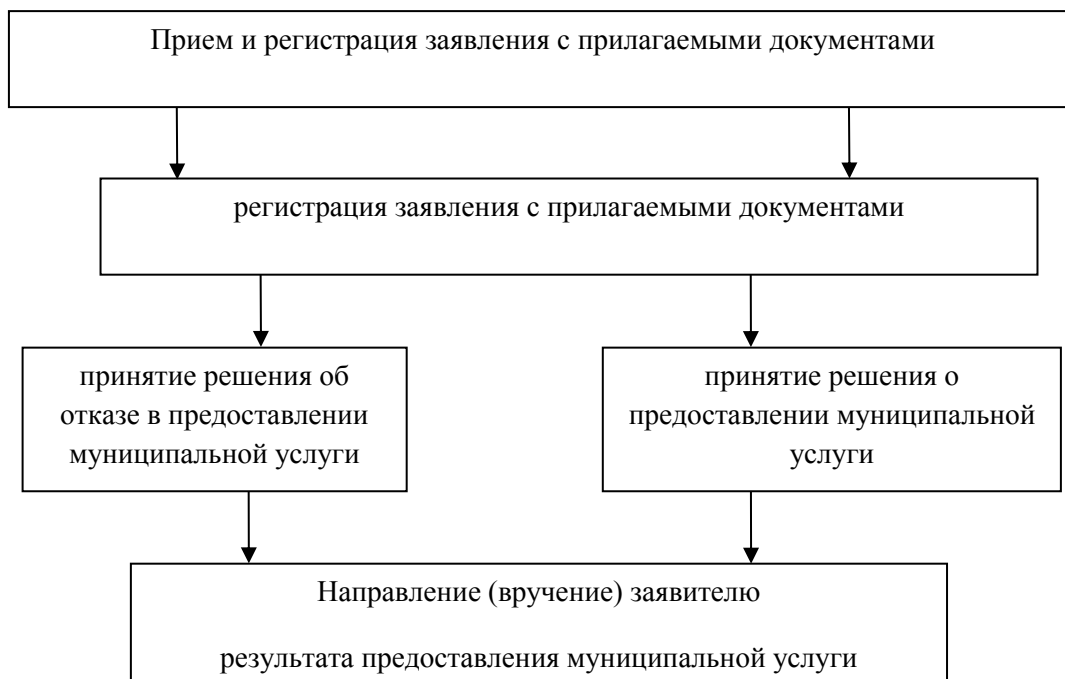 Прием и регистрация заявления с прилагаемыми документами
регистрация заявления с прилагаемыми документами
принятие решения об
отказе в предоставлении
муниципальной услуги
принятие решения о
предоставлении муниципальной
услуги
Направление (вручение) заявителю
результата предоставления муниципальной услуги